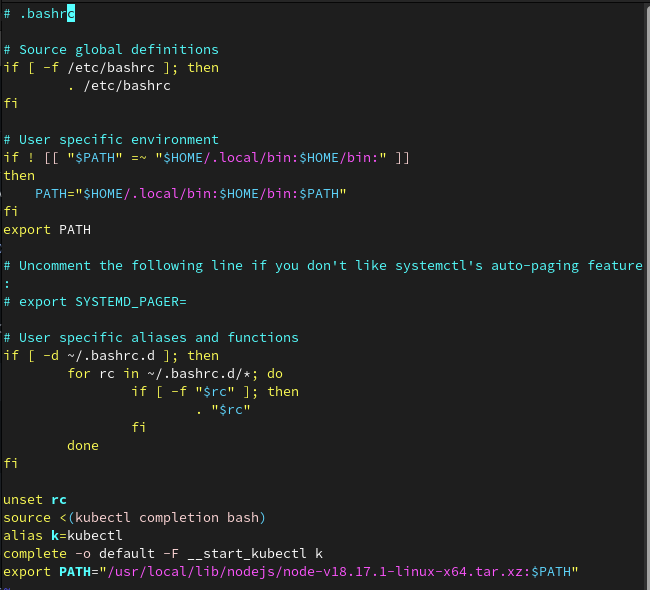 # .bashrc

# Source global definitions
if [ -f /etc/bashrc ]; then
        . /etc/bashrc
fi

# User specific environment
if ! [[ "$PATH" =~ "$HOME/.local/bin:$HOME/bin:" ]]
then
    PATH="$HOME/.local/bin:$HOME/bin:$PATH"
fi
export PATH

# Uncomment the following line if you don't like systemctl's auto-paging feature
:
# export SYSTEMD_PAGER=

# User specific aliases and functions
if [ -d ~/.bashrc.d ]; then
        for rc in ~/.bashrc.d/*; do
                if [ -f "$rc" ]; then
                        . "$rc"
                fi
        done
fi

unset rc
source <(kubectl completion bash)
alias k=kubectl
complete -o default -F __start_kubectl k
export PATH="/usr/local/lib/nodejs/node-v18.17.1-linux-x64.tar.xz:$PATH"